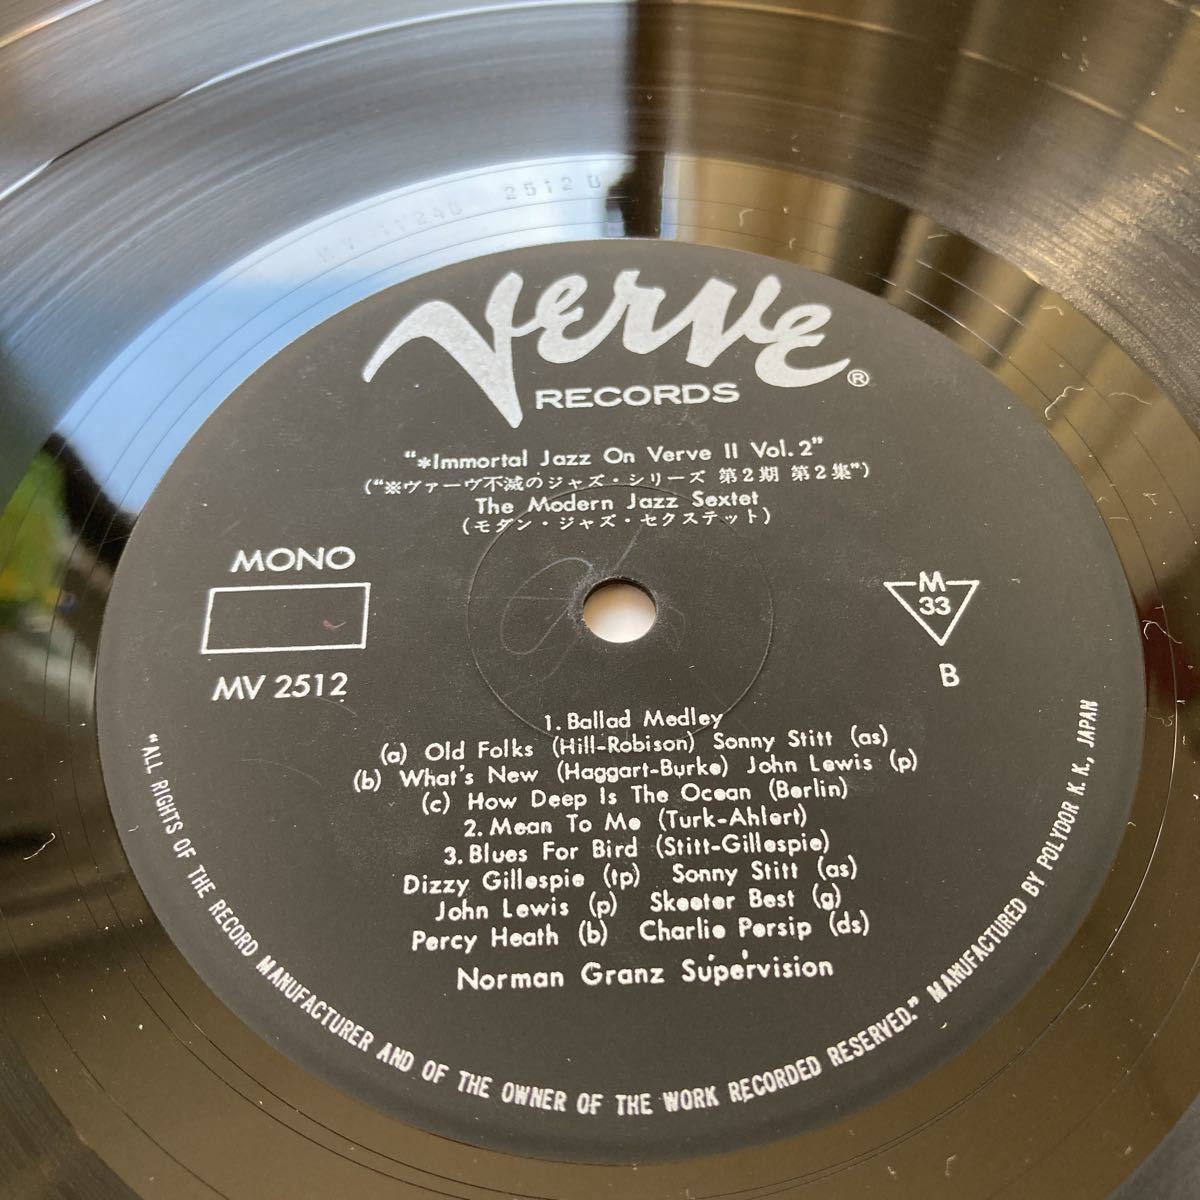 MV 11240 2512 B
Verve ®
RECORDS
"*Immortal Jazz On Verve II Vol.2"
("※ヴァーヴ不滅のジャズ・シリーズ 第2期 第2集")
The Modern Jazz Sextet
(モダン・ジャズ・セクステット)
MONO
MV 2512
M
33
B
1. Ballad Medley
(a) Old Folks (Hill-Robison) Sonny Stitt (as)
(b) What's New (Haggart-Burke) John Lewis (p)
(c) How Deep Is The Ocean (Berlin)
2. Mean To Me (Turk-Ahlert)
3. Blues For Bird (Stitt-Gillespie)
Dizzy Gillespie (tp) Sonny Stitt (as)
John Lewis (p) Skeeter Best (g)
Percy Heath (b) Charlie Persip (ds)
Norman Granz Supervision
"ALL RIGHTS OF THE RECORD MANUFACTURER AND OF THE OWNER OF THE WORK RECORDED RESERVED." MANUFACTURED BY POLYDOR K.K., JAPAN